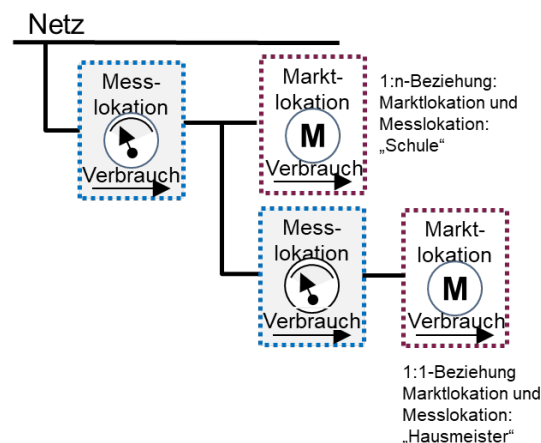 Netz
Mess-
lokation
Verbrauch
Markt-
lokation
M
Verbrauch
1:n-Beziehung:
Marktlokation und
Messlokation:
„Schule“
Mess-
lokation
Verbrauch
Markt-
lokation
M
Verbrauch
1:1-Beziehung
Marktlokation und
Messlokation:
„Hausmeister“